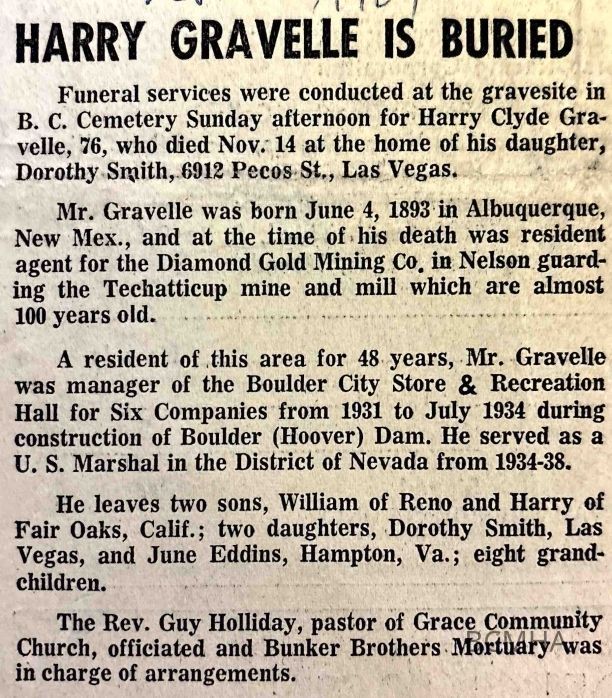 HARRY GRAVELLE IS BURIED
Funeral services were conducted at the gravesite in
B. C. Cemetery Sunday afternoon for Harry Clyde Gra-
velle, 76, who died Nov. 14 at the home of his daughter,
Dorothy Smith, 6912 Pecos St., Las Vegas.
Mr. Gravelle was born June 4, 1893 in Albuquerque,
New Mex., and at the time of his death was resident
agent for the Diamond Gold Mining Co. in Nelson guard-
ing the Techatticup mine and mill which are almost
100 years old.
A resident of this area for 48 years, Mr. Gravelle
was manager of the Boulder City Store & Recreation
Hall for Six Companies from 1931 to July 1934 during
construction of Boulder (Hoover) Dam. He served as a
U. S. Marshal in the District of Nevada from 1934-38.
He leaves two sons, William of Reno and Harry of
Fair Oaks, Calif.; two daughters, Dorothy Smith, Las
Vegas, and June Eddins, Hampton, Va.; eight grand-
children.
The Rev. Guy Holliday, pastor of Grace Community
Church, officiated and Bunker Brothers Mortuary was
in charge of arrangements.
BCMHA